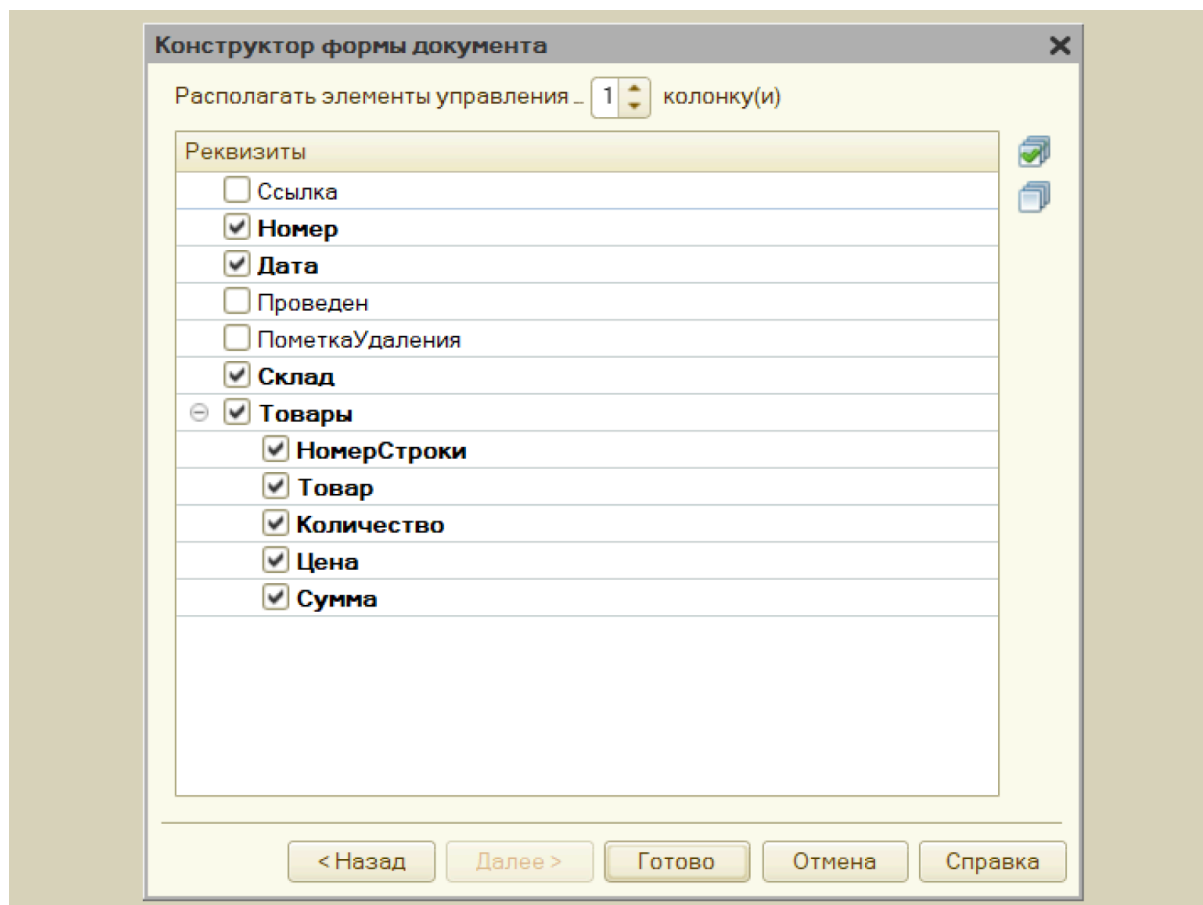 Конструктор формы документа
Располагать элементы управления _ 1 колонку(и)
Реквизиты
Ссылка
Номер
Дата
Проведен
ПометкаУдаления
Склад
Товары
НомерСтроки
Товар
Количество
Цена
Сумма
< Назад Далее > Готово Отмена Справка